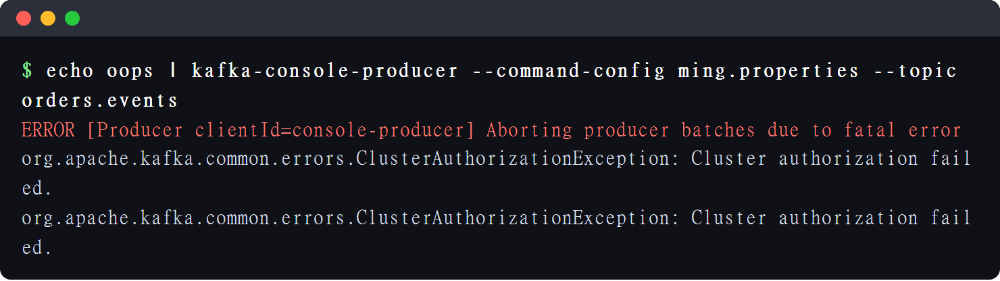 $ echo oops | kafka-console-producer --command-config ming.properties --topic
orders.events
ERROR [Producer clientId=console-producer] Aborting producer batches due to fatal error
org.apache.kafka.common.errors.ClusterAuthorizationException: Cluster authorization fail
ed.
org.apache.kafka.common.errors.ClusterAuthorizationException: Cluster authorization fail
ed.